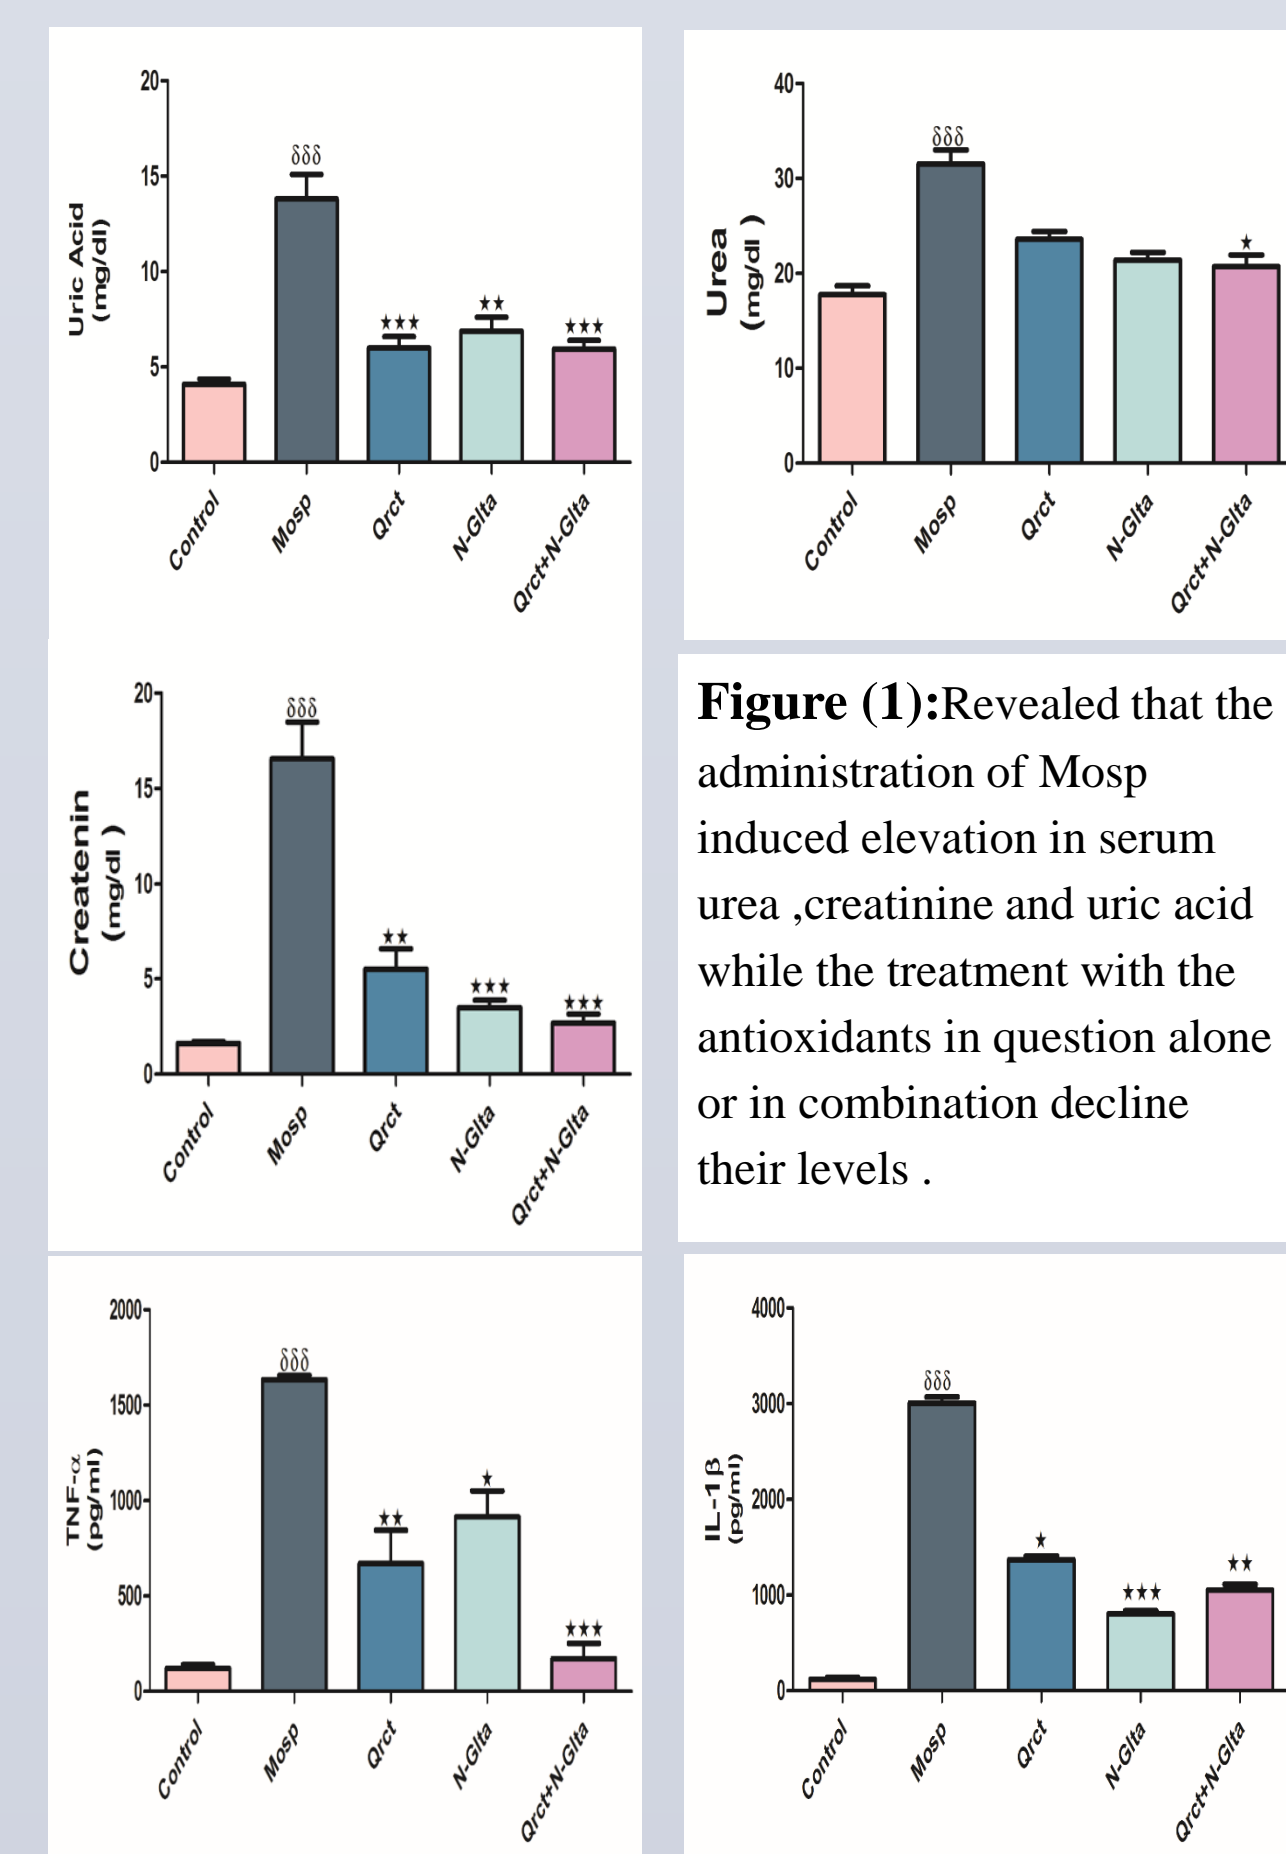 20
15
10
5
0
Uric Acid
(mg/dl)
δδδ
★★★
★★
★★★
Control
Mosp
Qrct
N-Glta
Qrct+N-Glta
40
30
20
10
0
Urea
(mg/dl )
δδδ
★
Control
Mosp
Qrct
N-Glta
Qrct+N-Glta
20
15
10
5
0
Createnin
(mg/dl )
δδδ
★★
★★★
★★★
Control
Mosp
Qrct
N-Glta
Qrct+N-Glta
Figure (1):Revealed that the
administration of Mosp
induced elevation in serum
urea ,creatinine and uric acid
while the treatment with the
antioxidants in question alone
or in combination decline
their levels .
2000
1500
1000
500
0
TNF-α
(pg/ml)
δδδ
★★
★
★★★
Control
Mosp
Qrct
N-Glta
Qrct+N-Glta
4000
3000
2000
1000
0
IL-1β
(pg/ml)
δδδ
★
★★★
★★
Control
Mosp
Qrct
N-Glta
Qrct+N-Glta